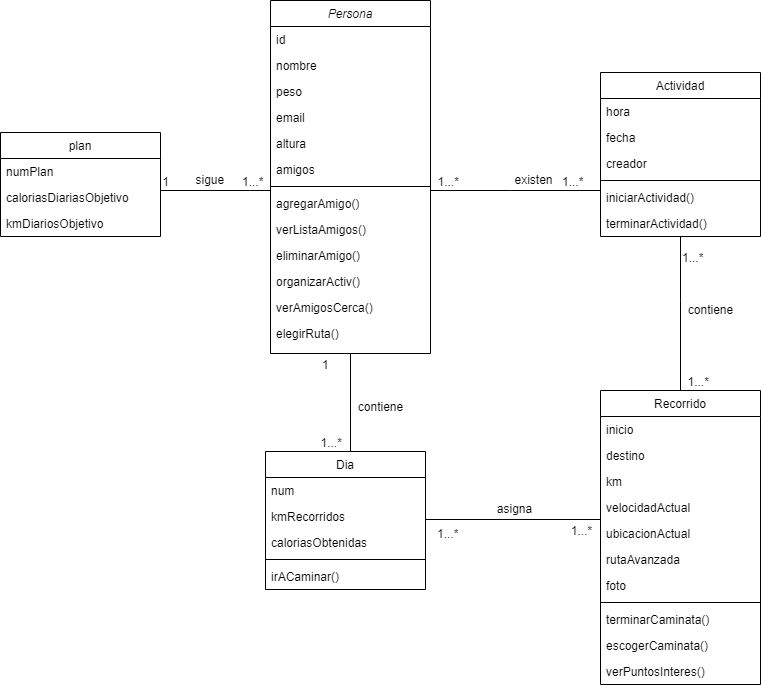 Persona
id
nombre
peso
email
altura
amigos
agregarAmigo()
verListaAmigos()
eliminarAmigo()
organizarActiv()
verAmigosCerca()
elegirRuta()
plan
numPlan
caloriasDiariasObjetivo
kmDiariosObjetivo
1
sigue
1...*
1...*
existen
1...*
Actividad
hora
fecha
creador
iniciarActividad()
terminarActividad()
1...*
contiene
1...*
1
contiene
1...*
Dia
num
kmRecorridos
caloriasObtenidas
irACaminar()
1...*
asigna
1...*
Recorrido
inicio
destino
km
velocidadActual
ubicacionActual
rutaAvanzada
foto
terminarCaminata()
escogerCaminata()
verPuntosInteres()